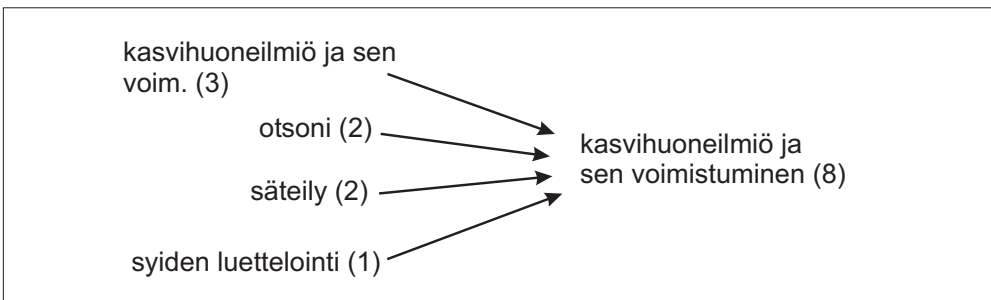 kasvihuoneilmiö ja sen
voim. (3)
otsoni (2)
säteily (2)
syiden luettelointi (1)
kasvihuoneilmiö ja
sen voimistuminen (8)